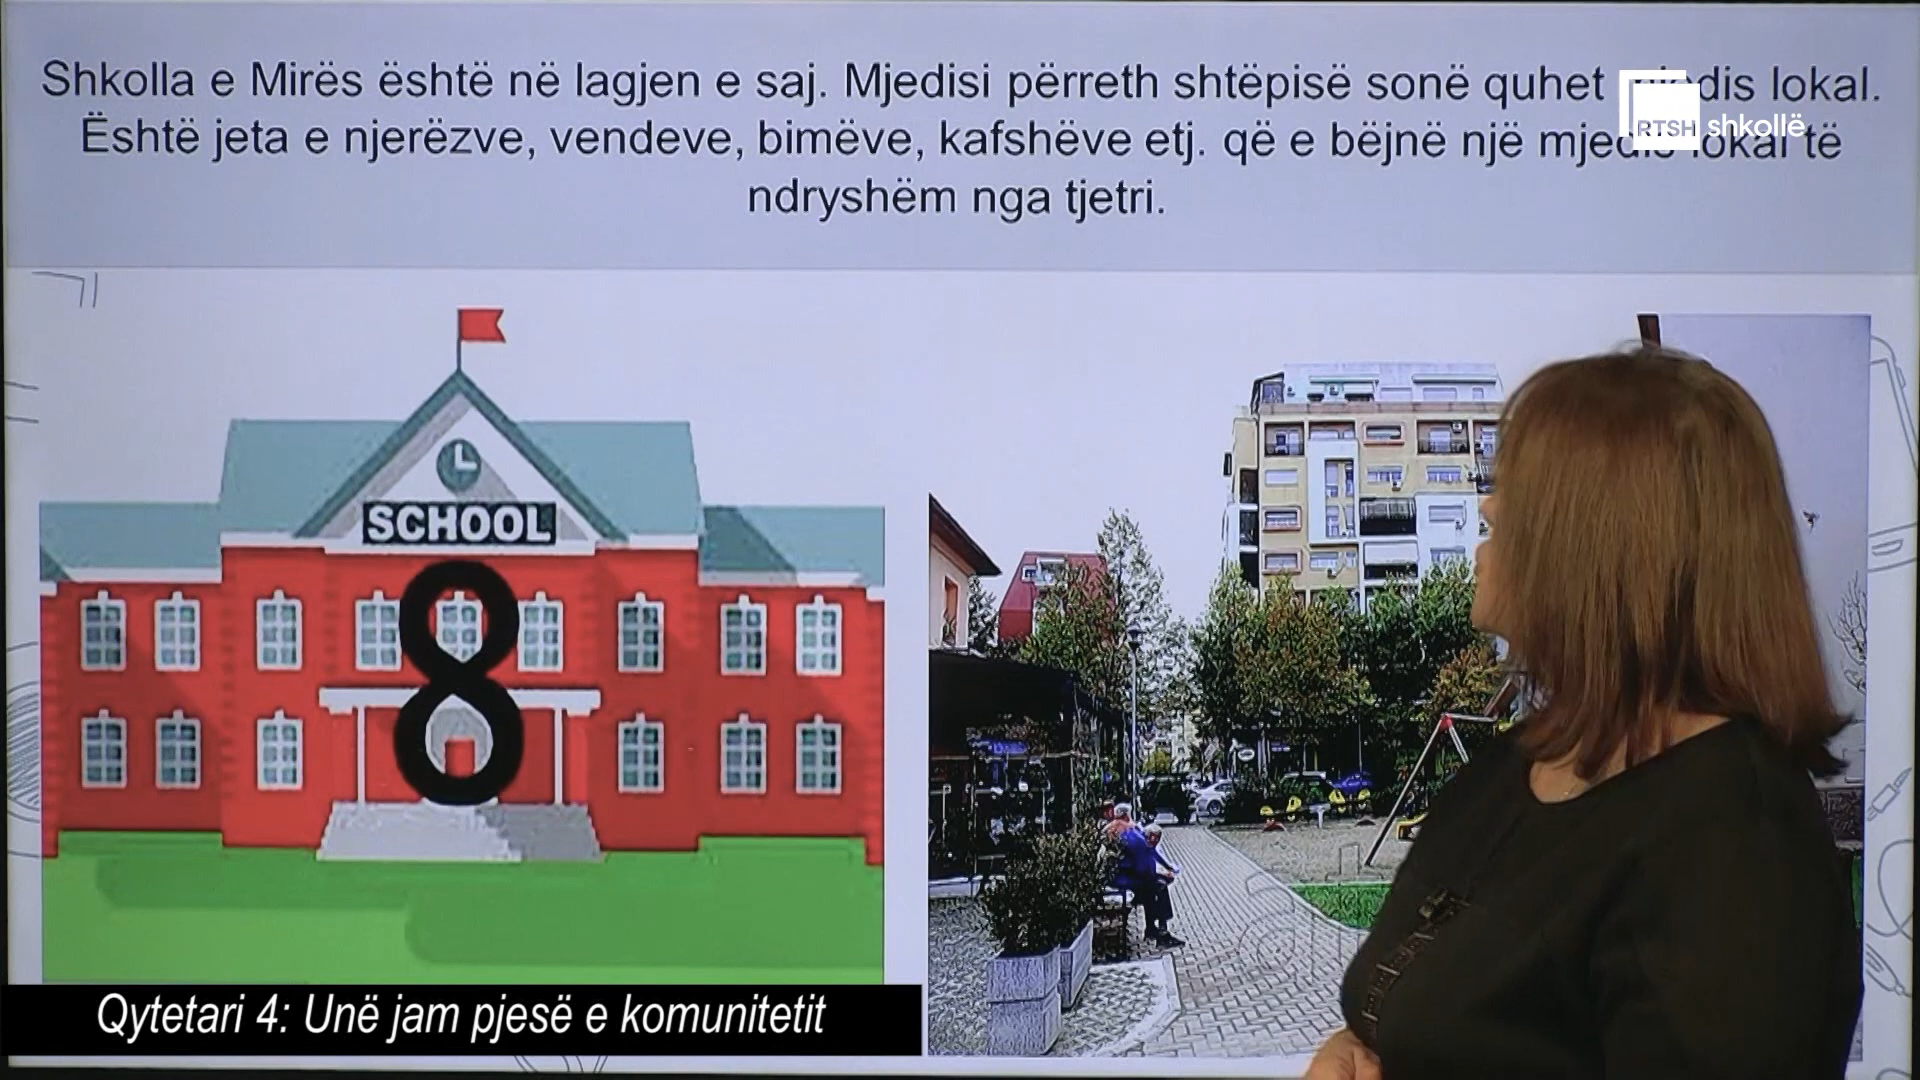 Shkolla e Mirës është në lagjen e saj. Mjedisi përreth shtëpisë sonë quhet mjedis lokal.
Është jeta e njerëzve, vendeve, bimëve, kafshëve etj. që e bëjnë një mjedis lokal të
ndryshëm nga tjetri.
RTSH shkollë
SCHOOL
8
Qytetari 4: Unë jam pjesë e komunitetit